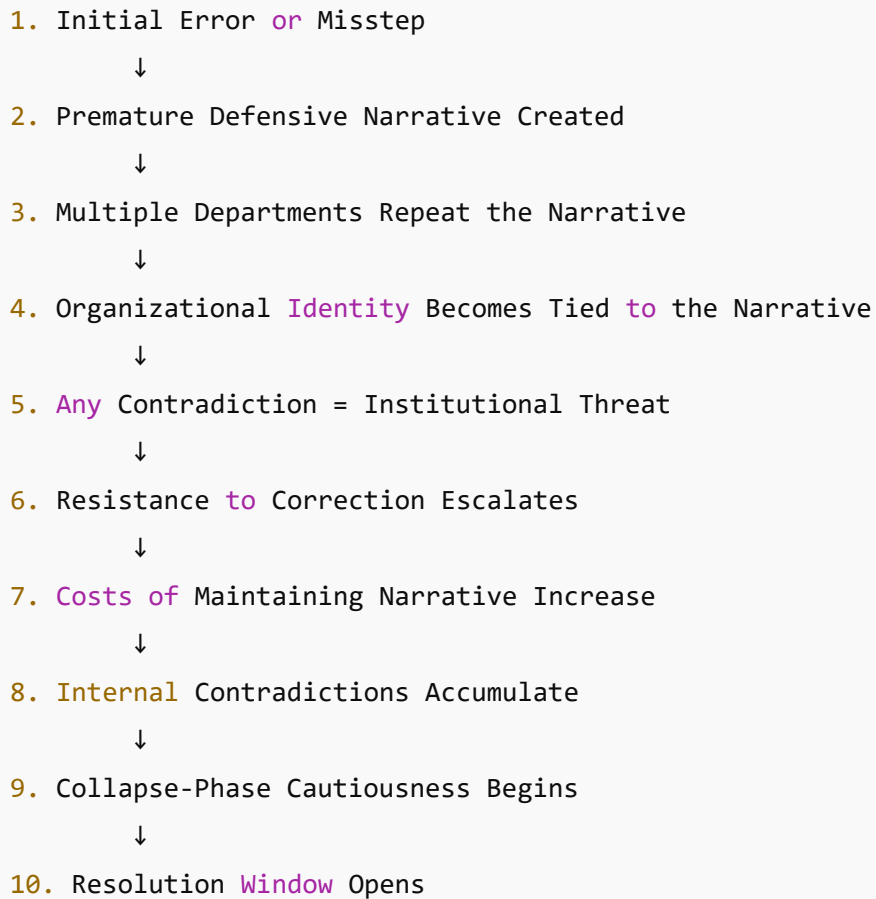 1. Initial Error or Misstep
↓
2. Premature Defensive Narrative Created
↓
3. Multiple Departments Repeat the Narrative
↓
4. Organizational Identity Becomes Tied to the Narrative
↓
5. Any Contradiction = Institutional Threat
↓
6. Resistance to Correction Escalates
↓
7. Costs of Maintaining Narrative Increase
↓
8. Internal Contradictions Accumulate
↓
9. Collapse-Phase Cautiousness Begins
↓
10. Resolution Window Opens